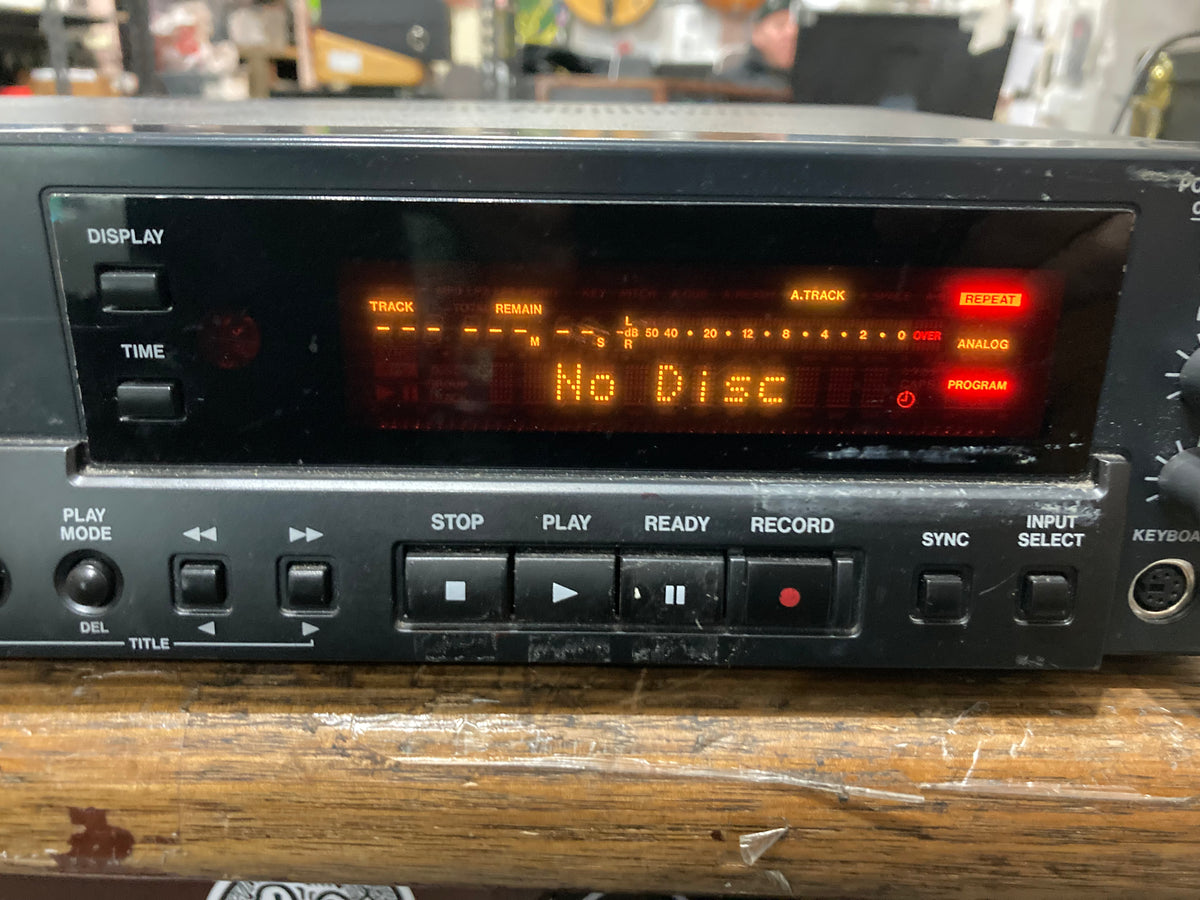 DISPLAY
TIME
TRACK
REMAIN
A.TRACK
REPEAT
--- ---M --S
L
-dB 50 40 • 20 • 12 • 8 • 4 • 2 • 0 OVER
R
ANALOG
No Disc
PROGRAM
PLAY
MODE
DEL
TITLE
STOP
PLAY
READY
RECORD
SYNC
INPUT
SELECT